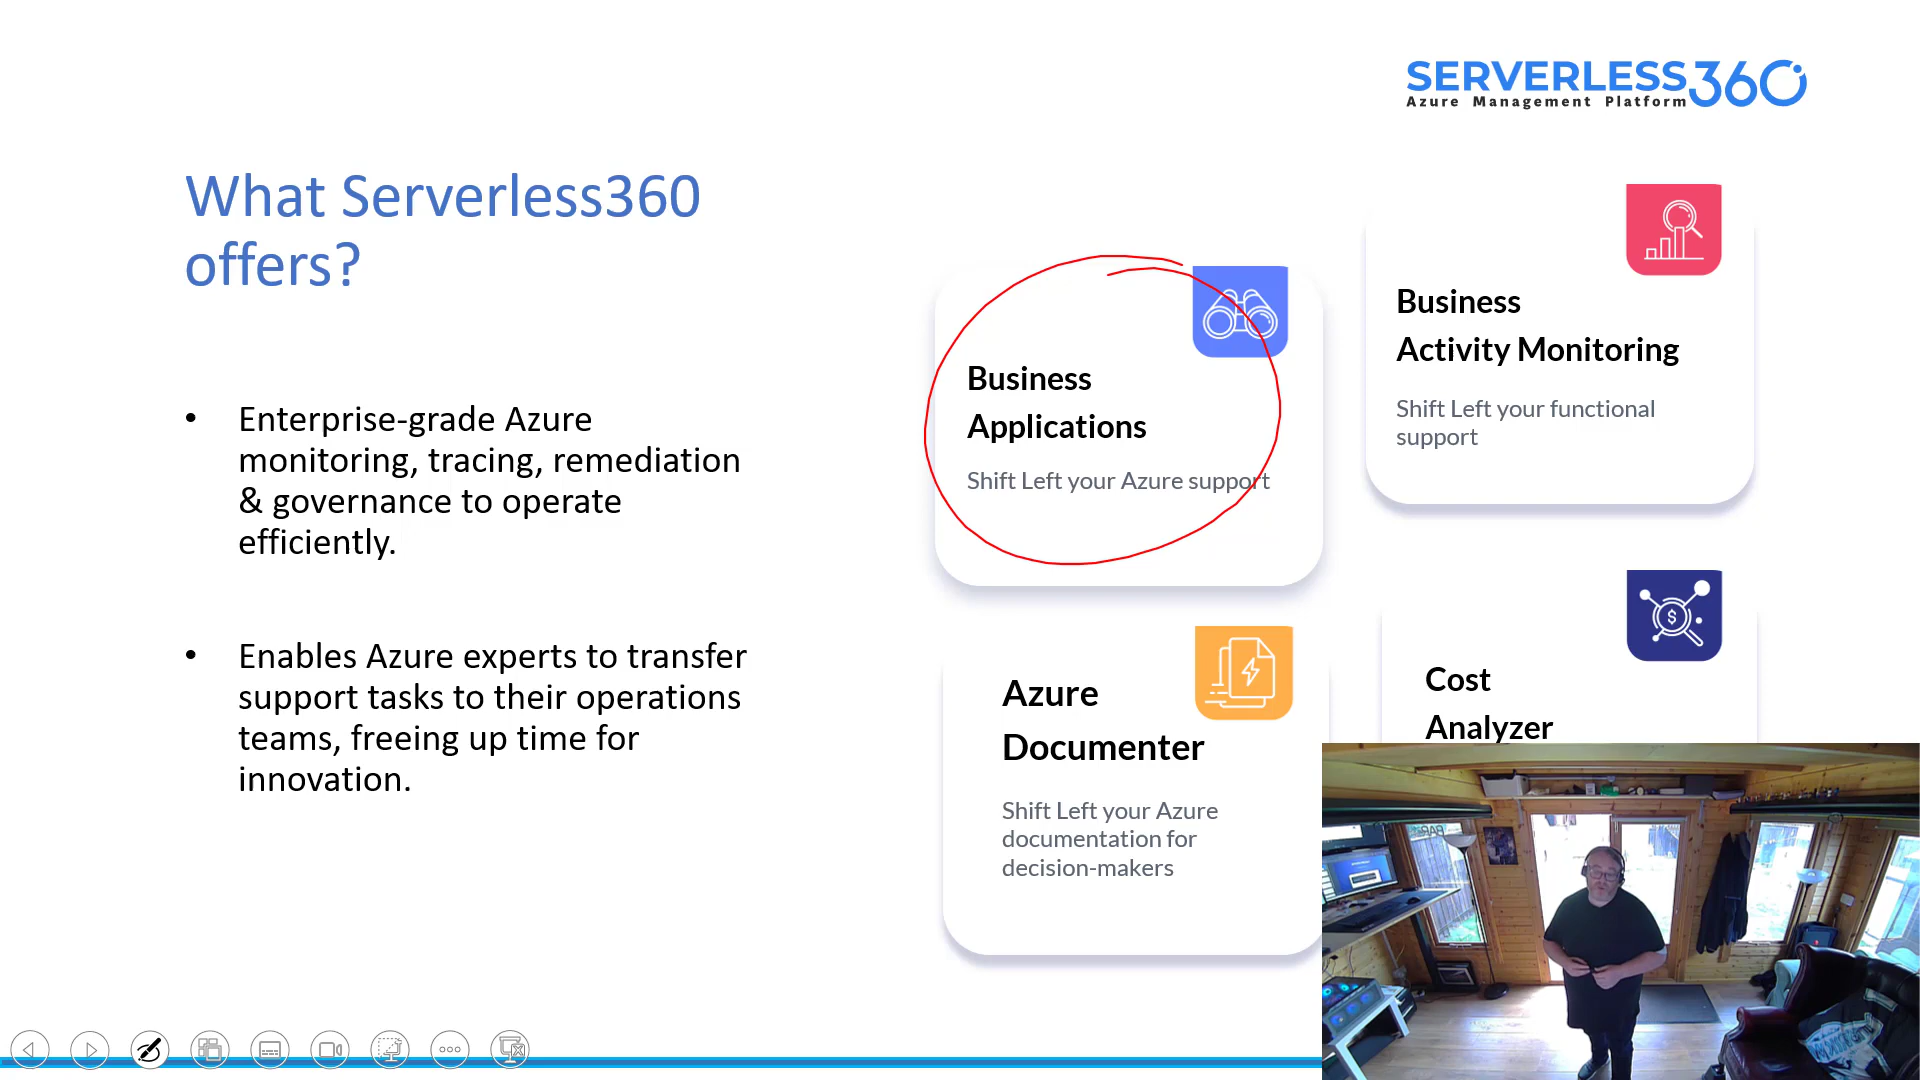 SERVERLESS360
Azure Management Platform
What Serverless360
offers?
• Enterprise-grade Azure
monitoring, tracing, remediation
& governance to operate
efficiently.
• Enables Azure experts to transfer
support tasks to their operations
teams, freeing up time for
innovation.
Business
Applications
Shift Left your Azure support
Business
Activity Monitoring
Shift Left your functional
support
Azure
Documenter
Shift Left your Azure
documentation for
decision-makers
Cost
Analyzer